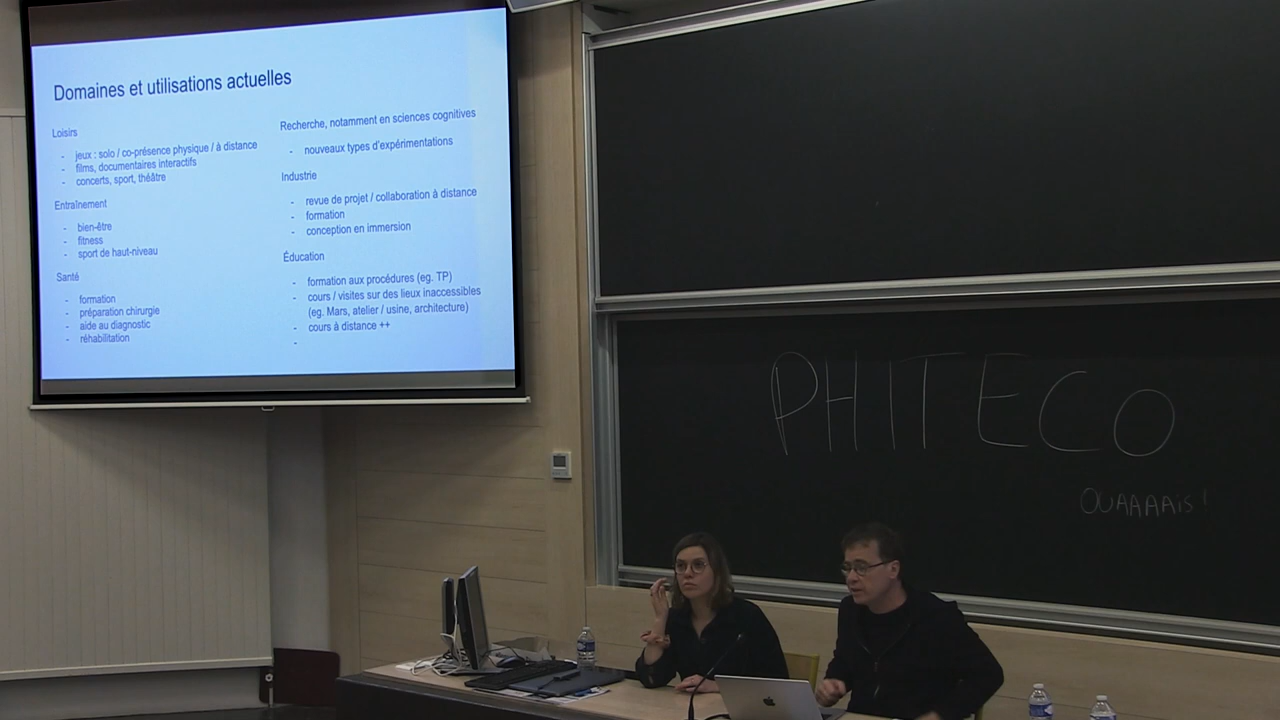 Domaines et utilisations actuelles
Loisirs
- jeux : solo / co-présence physique / à distance
- films, documentaires interactifs
- concerts, sport, théâtre
Entraînement
- bien-être
- fitness
- sport de haut-niveau
Santé
- formation
- préparation chirurgie
- aide au diagnostic
- réhabilitation
Recherche, notamment en sciences cognitives
- nouveaux types d'expérimentations
Industrie
- revue de projet / collaboration à distance
- formation
- conception en immersion
Éducation
- formation aux procédures (eg. TP)
- cours / visites sur des lieux inaccessibles
(eg. Mars, atelier / usine, architecture)
- cours à distance ++
-
PHITECO
OUAAAAis !